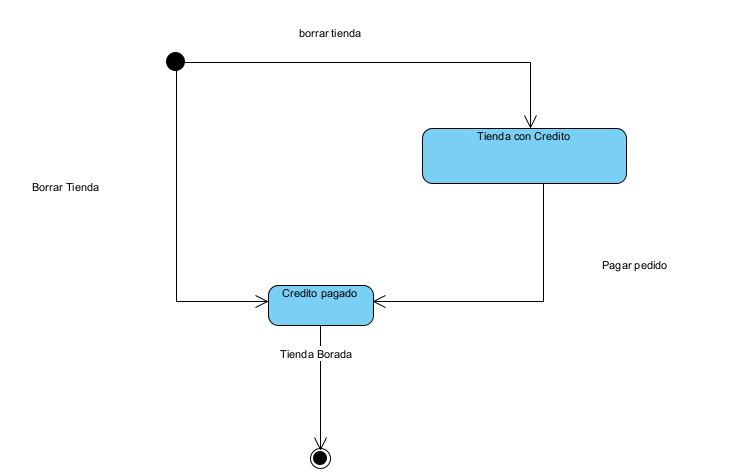 borrar tienda
Tienda con Credito
Borrar Tienda
Pagar pedido
Credito pagado
Tienda Borada